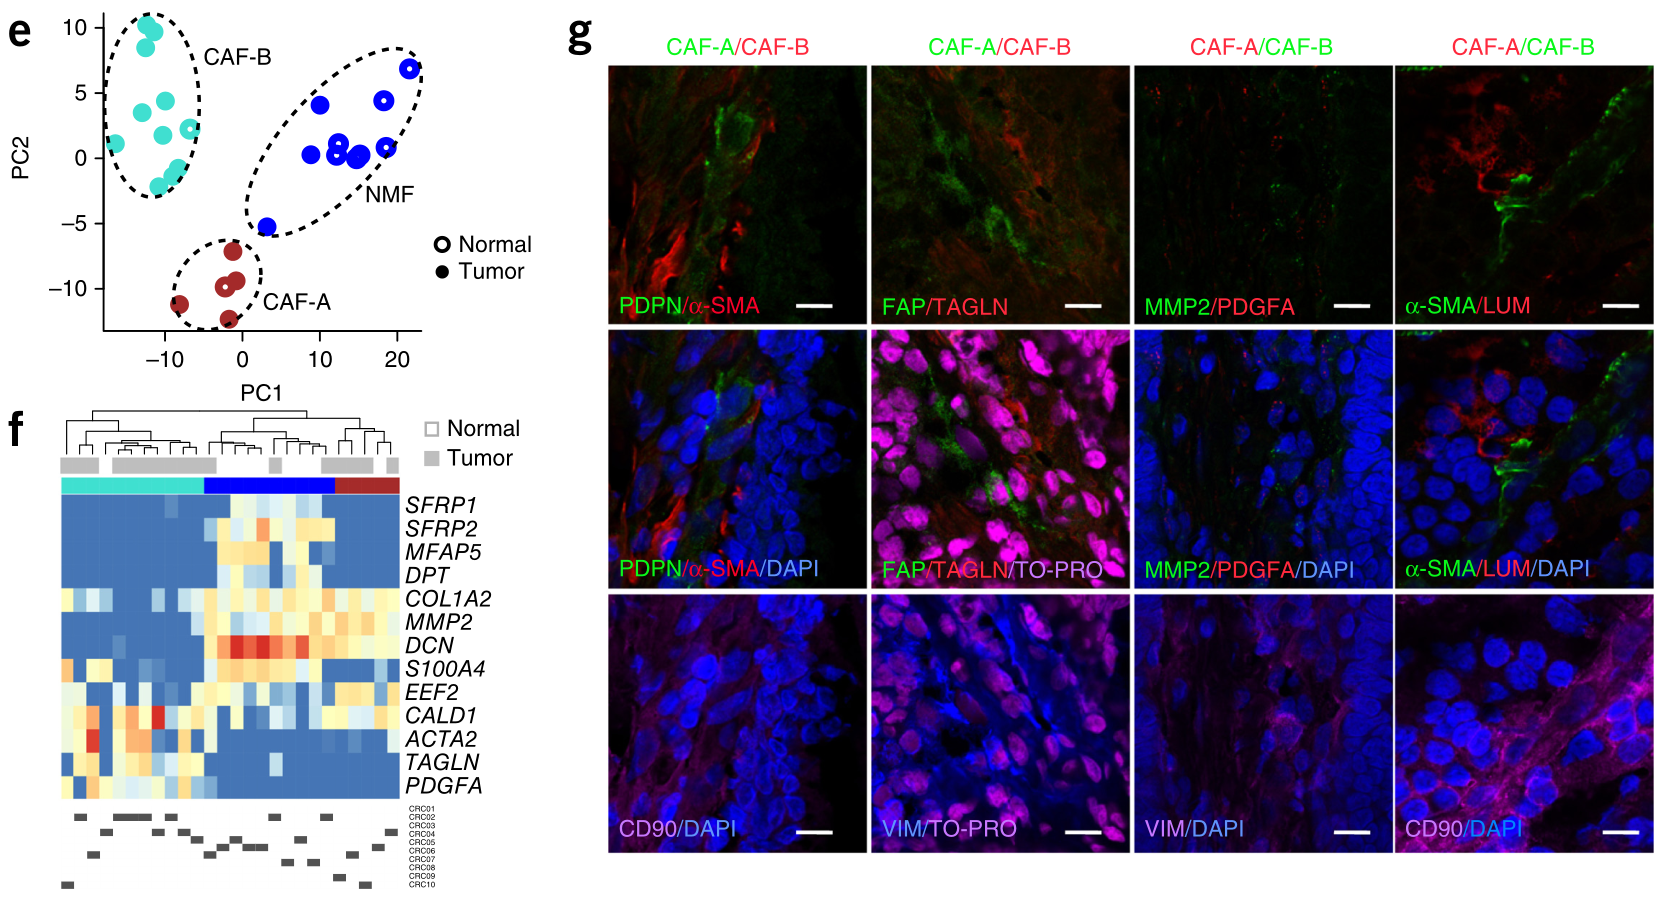 e
10
5
0
−5
−10
PC2
CAF-B
NMF
CAF-A
Normal
Tumor
−10
0
10
20
PC1
f
Normal
Tumor
SFRP1
SFRP2
MFAP5
DPT
COL1A2
MMP2
DCN
S100A4
EEF2
CALD1
ACTA2
TAGLN
PDGFA
CRC01
CRC02
CRC03
CRC04
CRC05
CRC06
CRC07
CRC08
CRC09
CRC10
g
CAF-A/CAF-B
CAF-A/CAF-B
CAF-A/CAF-B
CAF-A/CAF-B
PDPN/α-SMA
FAP/TAGLN
MMP2/PDGFA
α-SMA/LUM
PDPN/α-SMA/DAPI
FAP/TAGLN/TO-PRO
MMP2/PDGFA/DAPI
α-SMA/LUM/DAPI
CD90/DAPI
VIM/TO-PRO
VIM/DAPI
CD90/DAPI